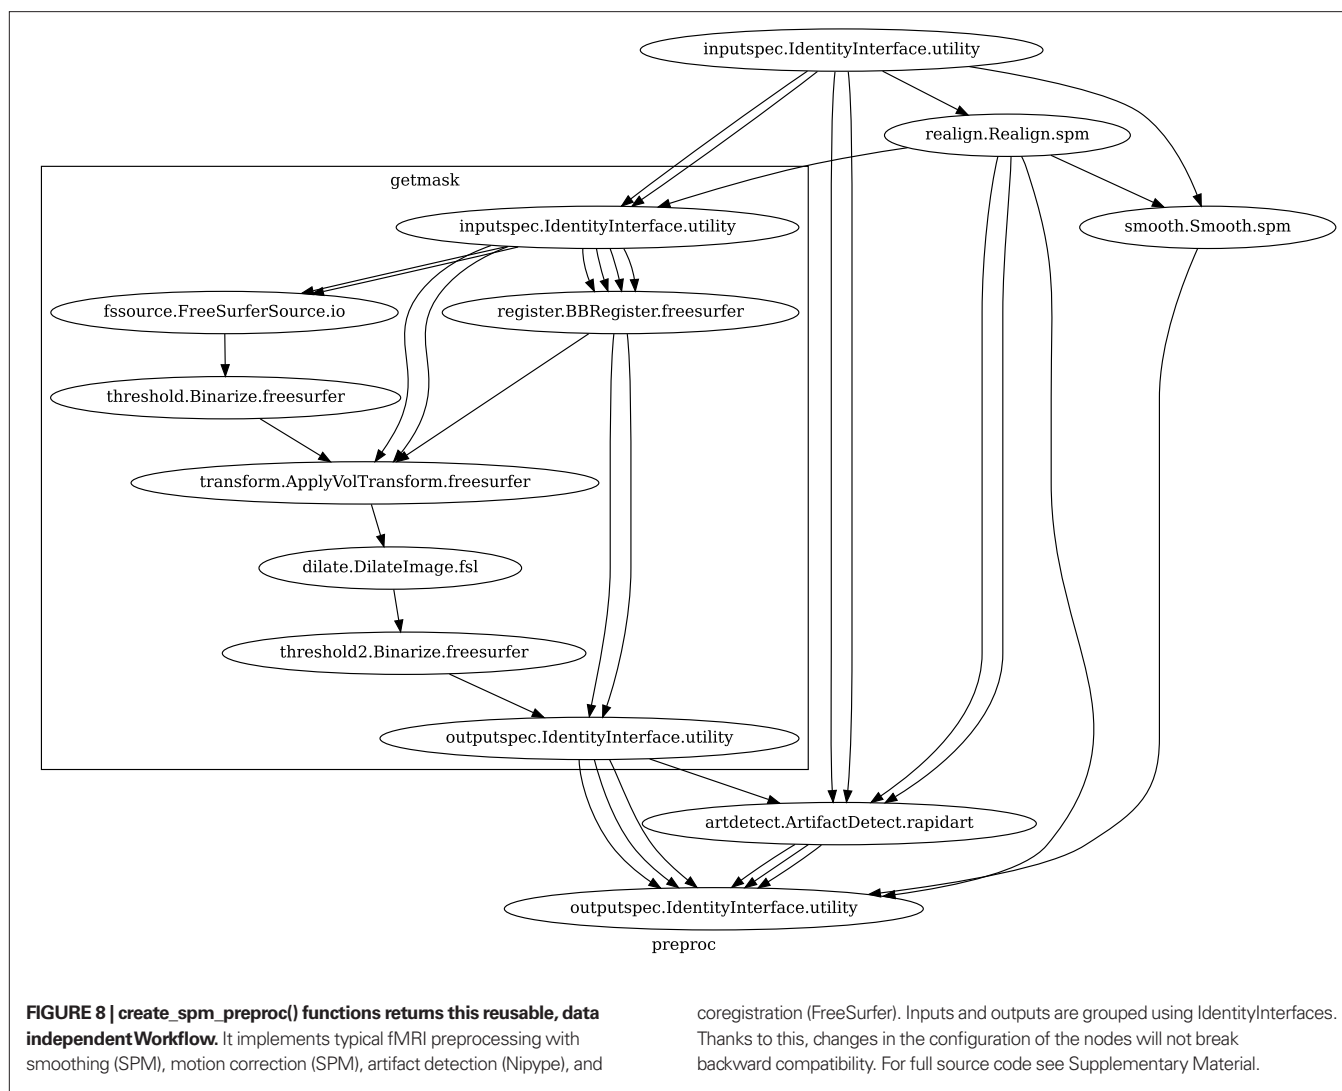 inputspec.IdentityInterface.utility
realign.Realign.spm
getmask
inputspec.IdentityInterface.utility
smooth.Smooth.spm
fssource.FreeSurferSource.io
register.BBRegister.freesurfer
threshold.Binarize.freesurfer
transform.ApplyVolTransform.freesurfer
dilate.DilateImage.fsl
threshold2.Binarize.freesurfer
outputspec.IdentityInterface.utility
artdetect.ArtifactDetect.rapidart
outputspec.IdentityInterface.utility
preproc
FIGURE 8 | create_spm_preproc() functions returns this reusable, data
independent Workflow. It implements typical fMRI preprocessing with
smoothing (SPM), motion correction (SPM), artifact detection (Nipype), and
coregistration (FreeSurfer). Inputs and outputs are grouped using IdentityInterfaces.
Thanks to this, changes in the configuration of the nodes will not break
backward compatibility. For full source code see Supplementary Material.